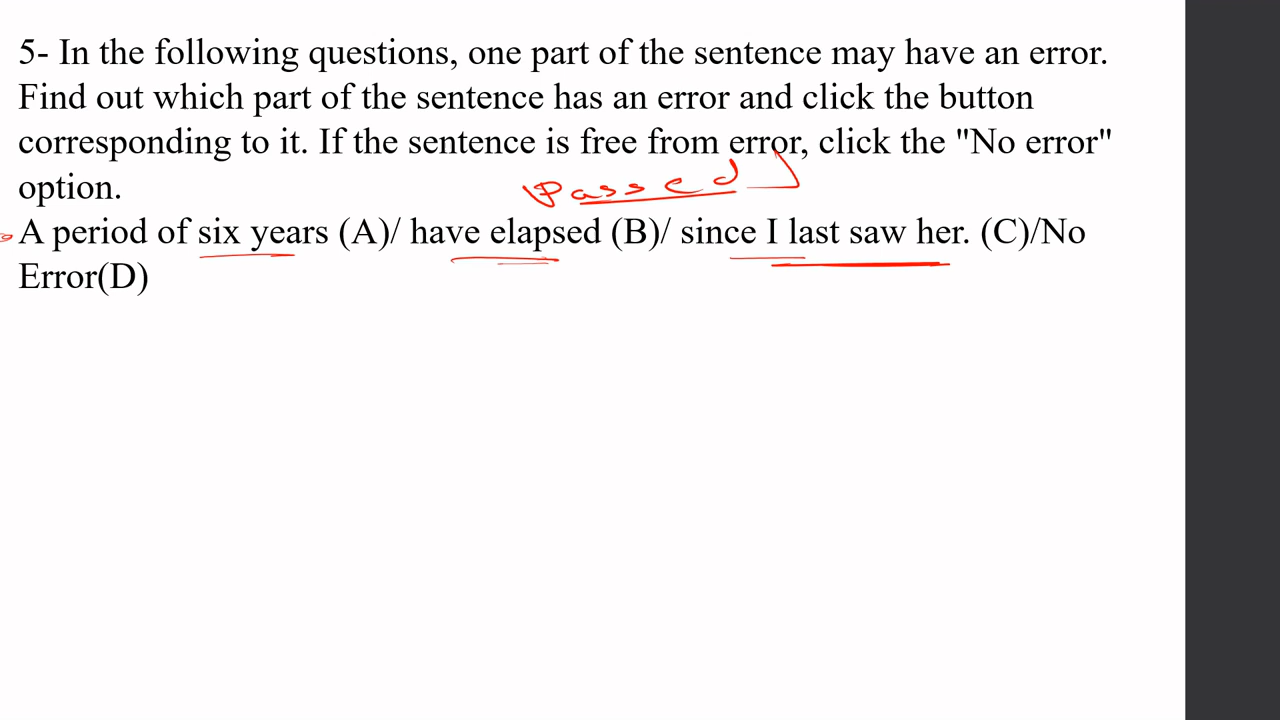 5- In the following questions, one part of the sentence may have an error.
Find out which part of the sentence has an error and click the button
corresponding to it. If the sentence is free from error, click the "No error"
option.
Passed
A period of six years (A)/ have elapsed (B)/ since I last saw her. (C)/No
Error(D)